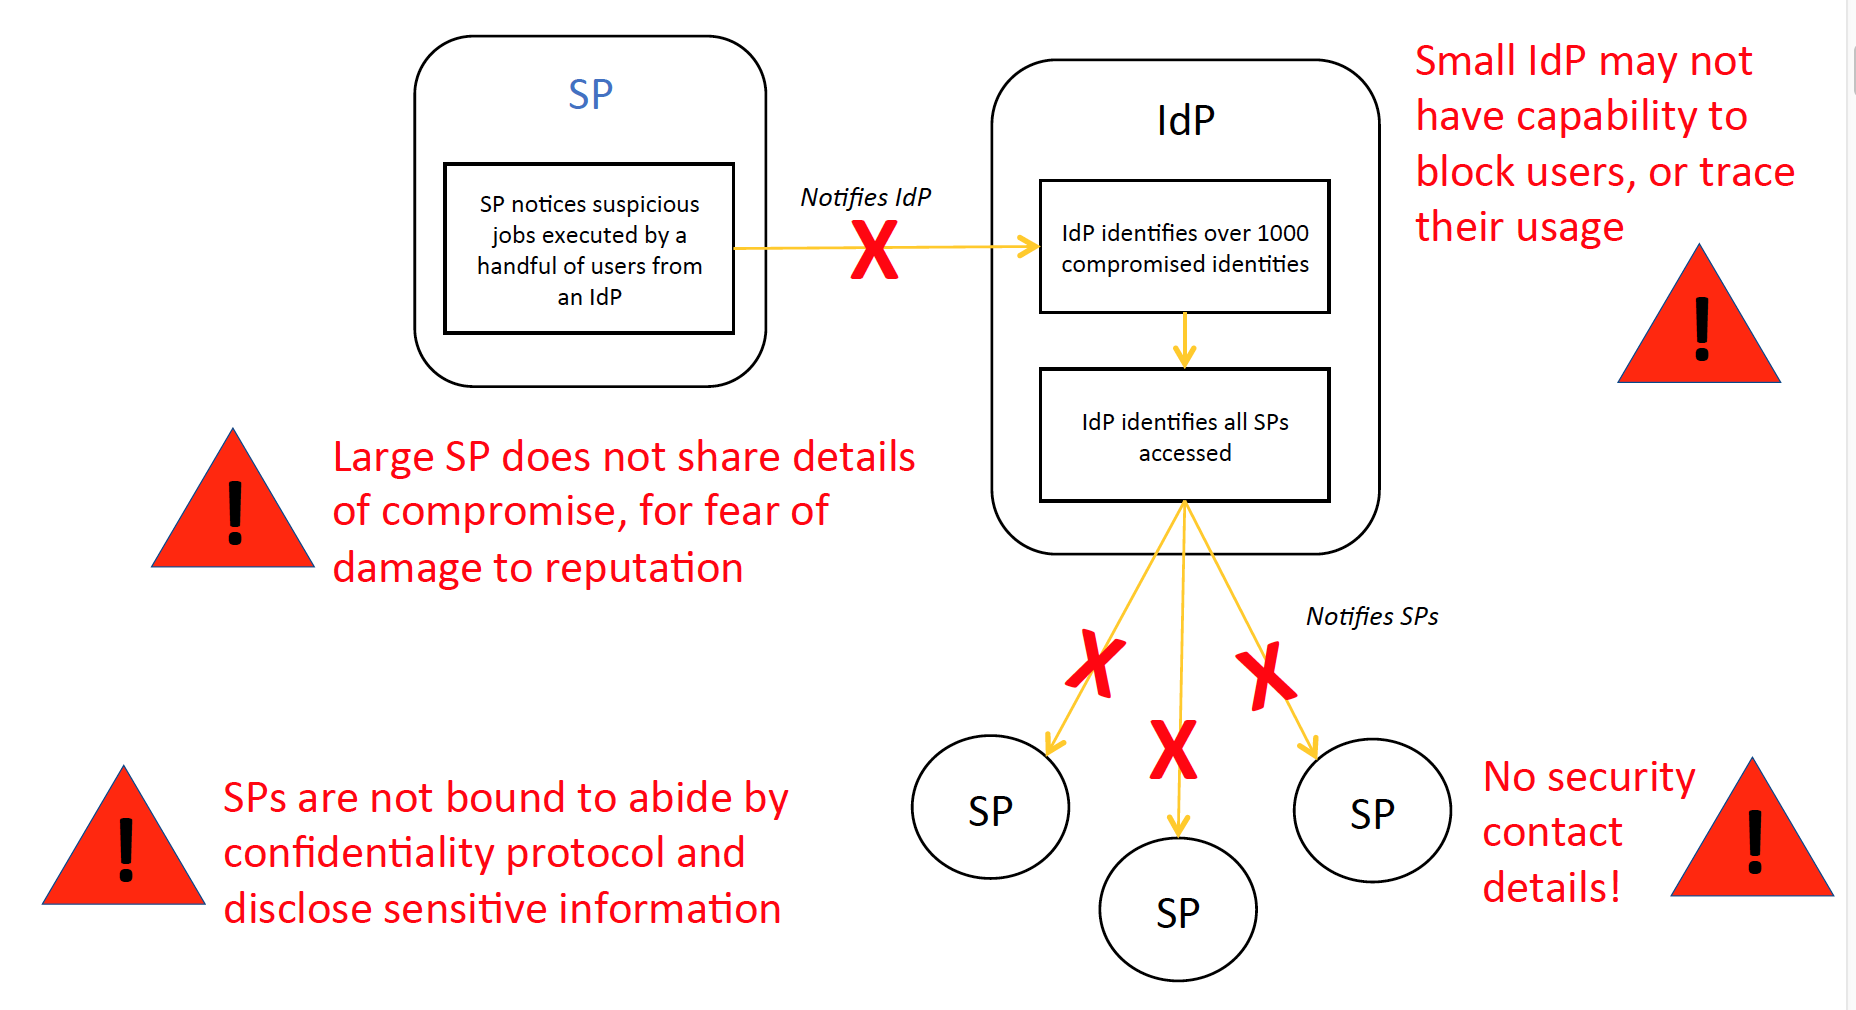 SP
SP notices suspicious
jobs executed by a
handful of users from
an IdP
Notifies IdP
X
IdP
IdP identifies over 1000
compromised identities
IdP identifies all SPs
accessed
Small IdP may not
have capability to
block users, or trace
their usage
!
!
Large SP does not share details
of compromise, for fear of
damage to reputation
Notifies SPs
X
X
X
SP
SP
SP
!
SPs are not bound to abide by
confidentiality protocol and
disclose sensitive information
No security
contact
details!
!